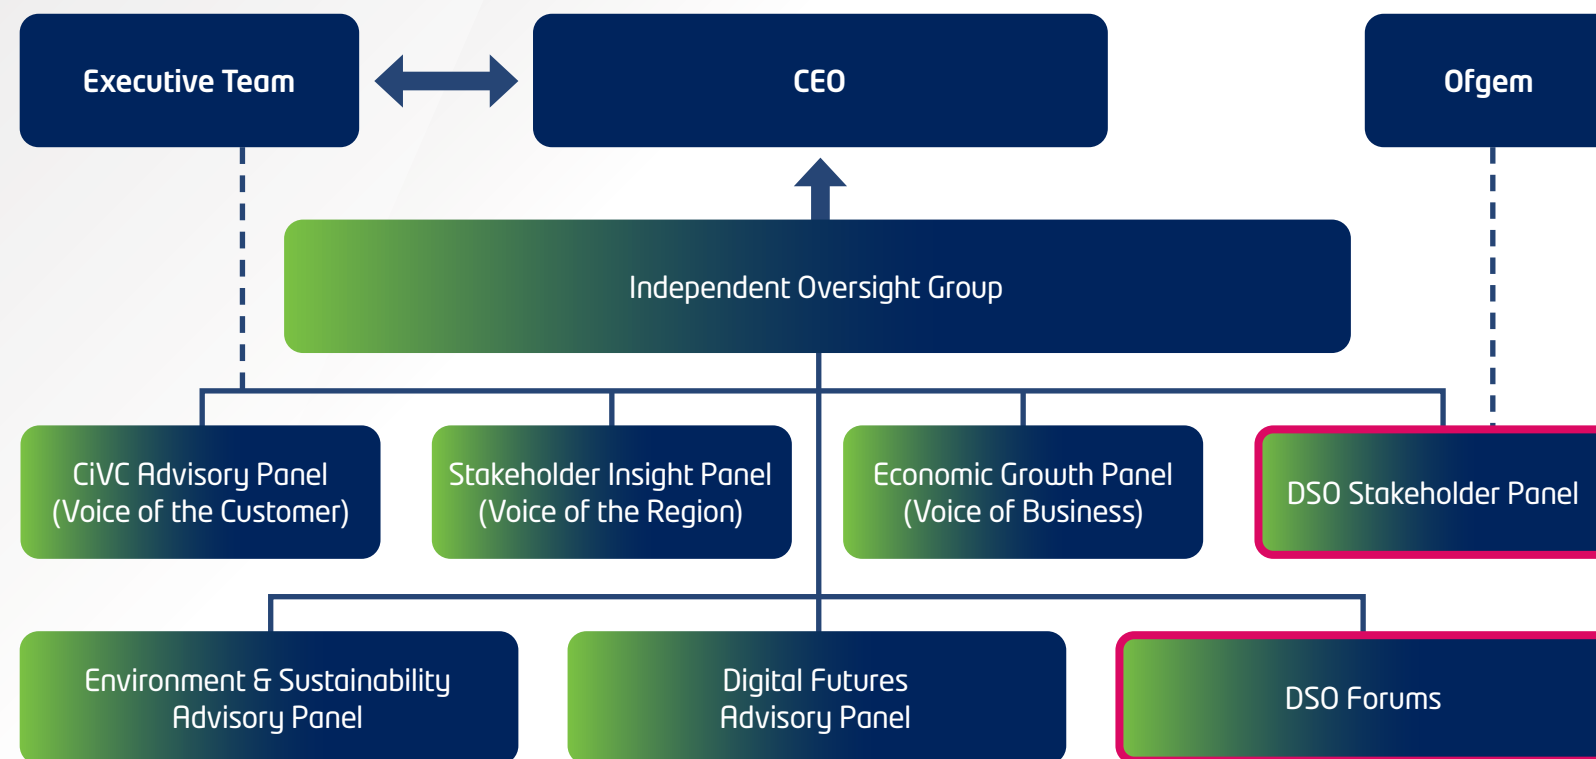 Executive Team
CEO
Ofgem
Independent Oversight Group
CiVC Advisory Panel
(Voice of the Customer)
Stakeholder Insight Panel
(Voice of the Region)
Economic Growth Panel
(Voice of Business)
DSO Stakeholder Panel
Environment & Sustainability
Advisory Panel
Digital Futures
Advisory Panel
DSO Forums